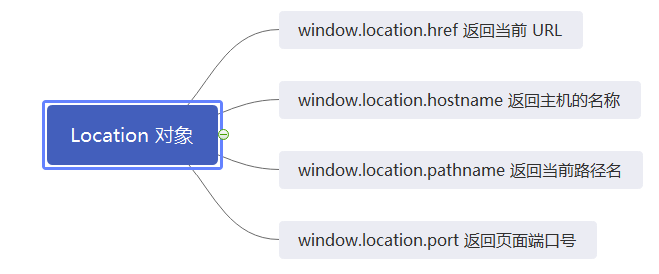 Location 对象
window.location.href 返回当前 URL
window.location.hostname 返回主机的名称
window.location.pathname 返回当前路径名
window.location.port 返回页面端口号